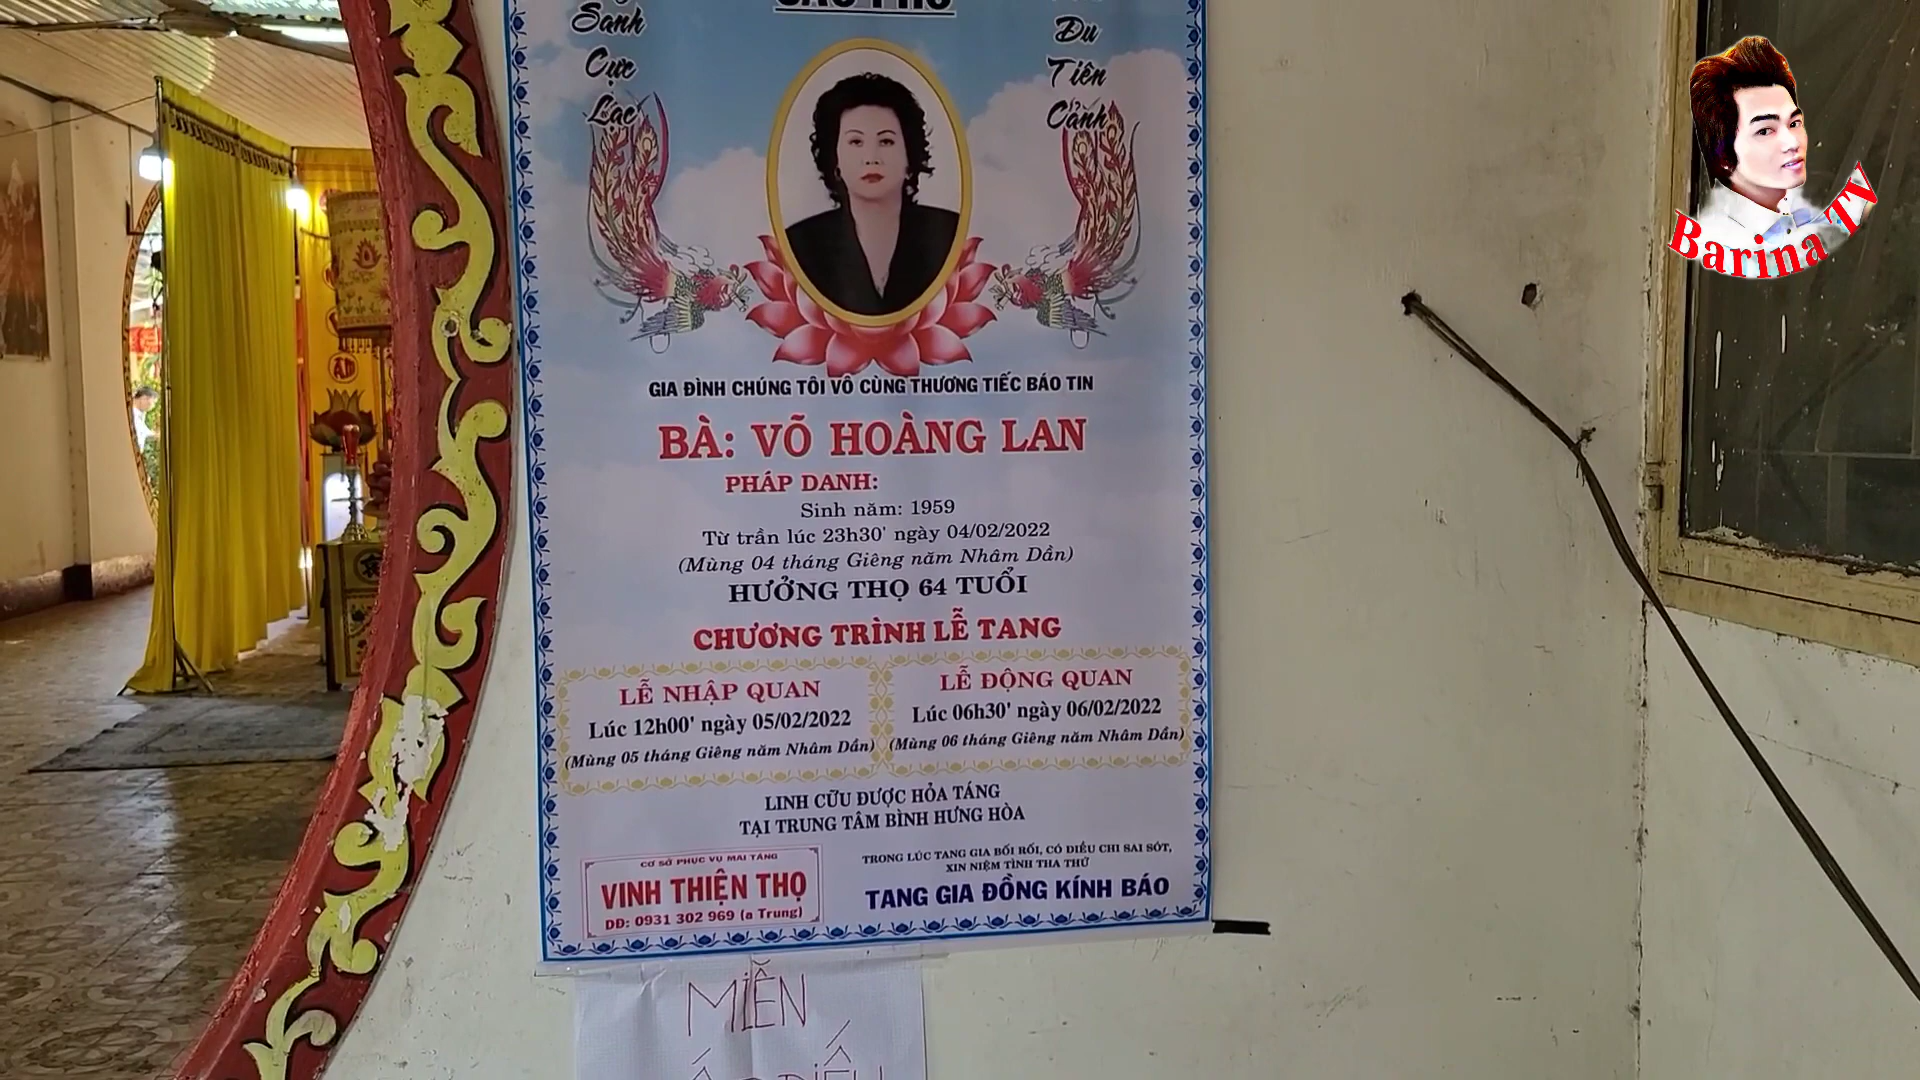 CÁO PHÓ
Sanh
Cực
Lạc
Du
Tiên
Cảnh
Barina TV
GIA ĐÌNH CHÚNG TÔI VÔ CÙNG THƯƠNG TIẾC BÁO TIN
BÀ: VÕ HOÀNG LAN
PHÁP DANH:
Sinh năm: 1959
Từ trần lúc 23h30' ngày 04/02/2022
(Mùng 04 tháng Giêng năm Nhâm Dần)
HƯỞNG THỌ 64 TUỔI
CHƯƠNG TRÌNH LỄ TANG
LỄ NHẬP QUAN
Lúc 12h00' ngày 05/02/2022
(Mùng 05 tháng Giêng năm Nhâm Dần)
LỄ ĐỘNG QUAN
Lúc 06h30' ngày 06/02/2022
(Mùng 06 tháng Giêng năm Nhâm Dần)
LINH CỮU ĐƯỢC HỎA TÁNG
TẠI TRUNG TÂM BÌNH HƯNG HÒA
CƠ SỞ PHỤC VỤ MAI TÁNG
VINH THIỆN THỌ
DĐ: 0931 302 969 (a Trung)
TRONG LÚC TANG GIA BỐI RỐI, CÓ ĐIỀU CHI SAI SÓT,
XIN NIỆM TÌNH THA THỨ
TANG GIA ĐỒNG KÍNH BÁO
MIỄN
ĐIẾU